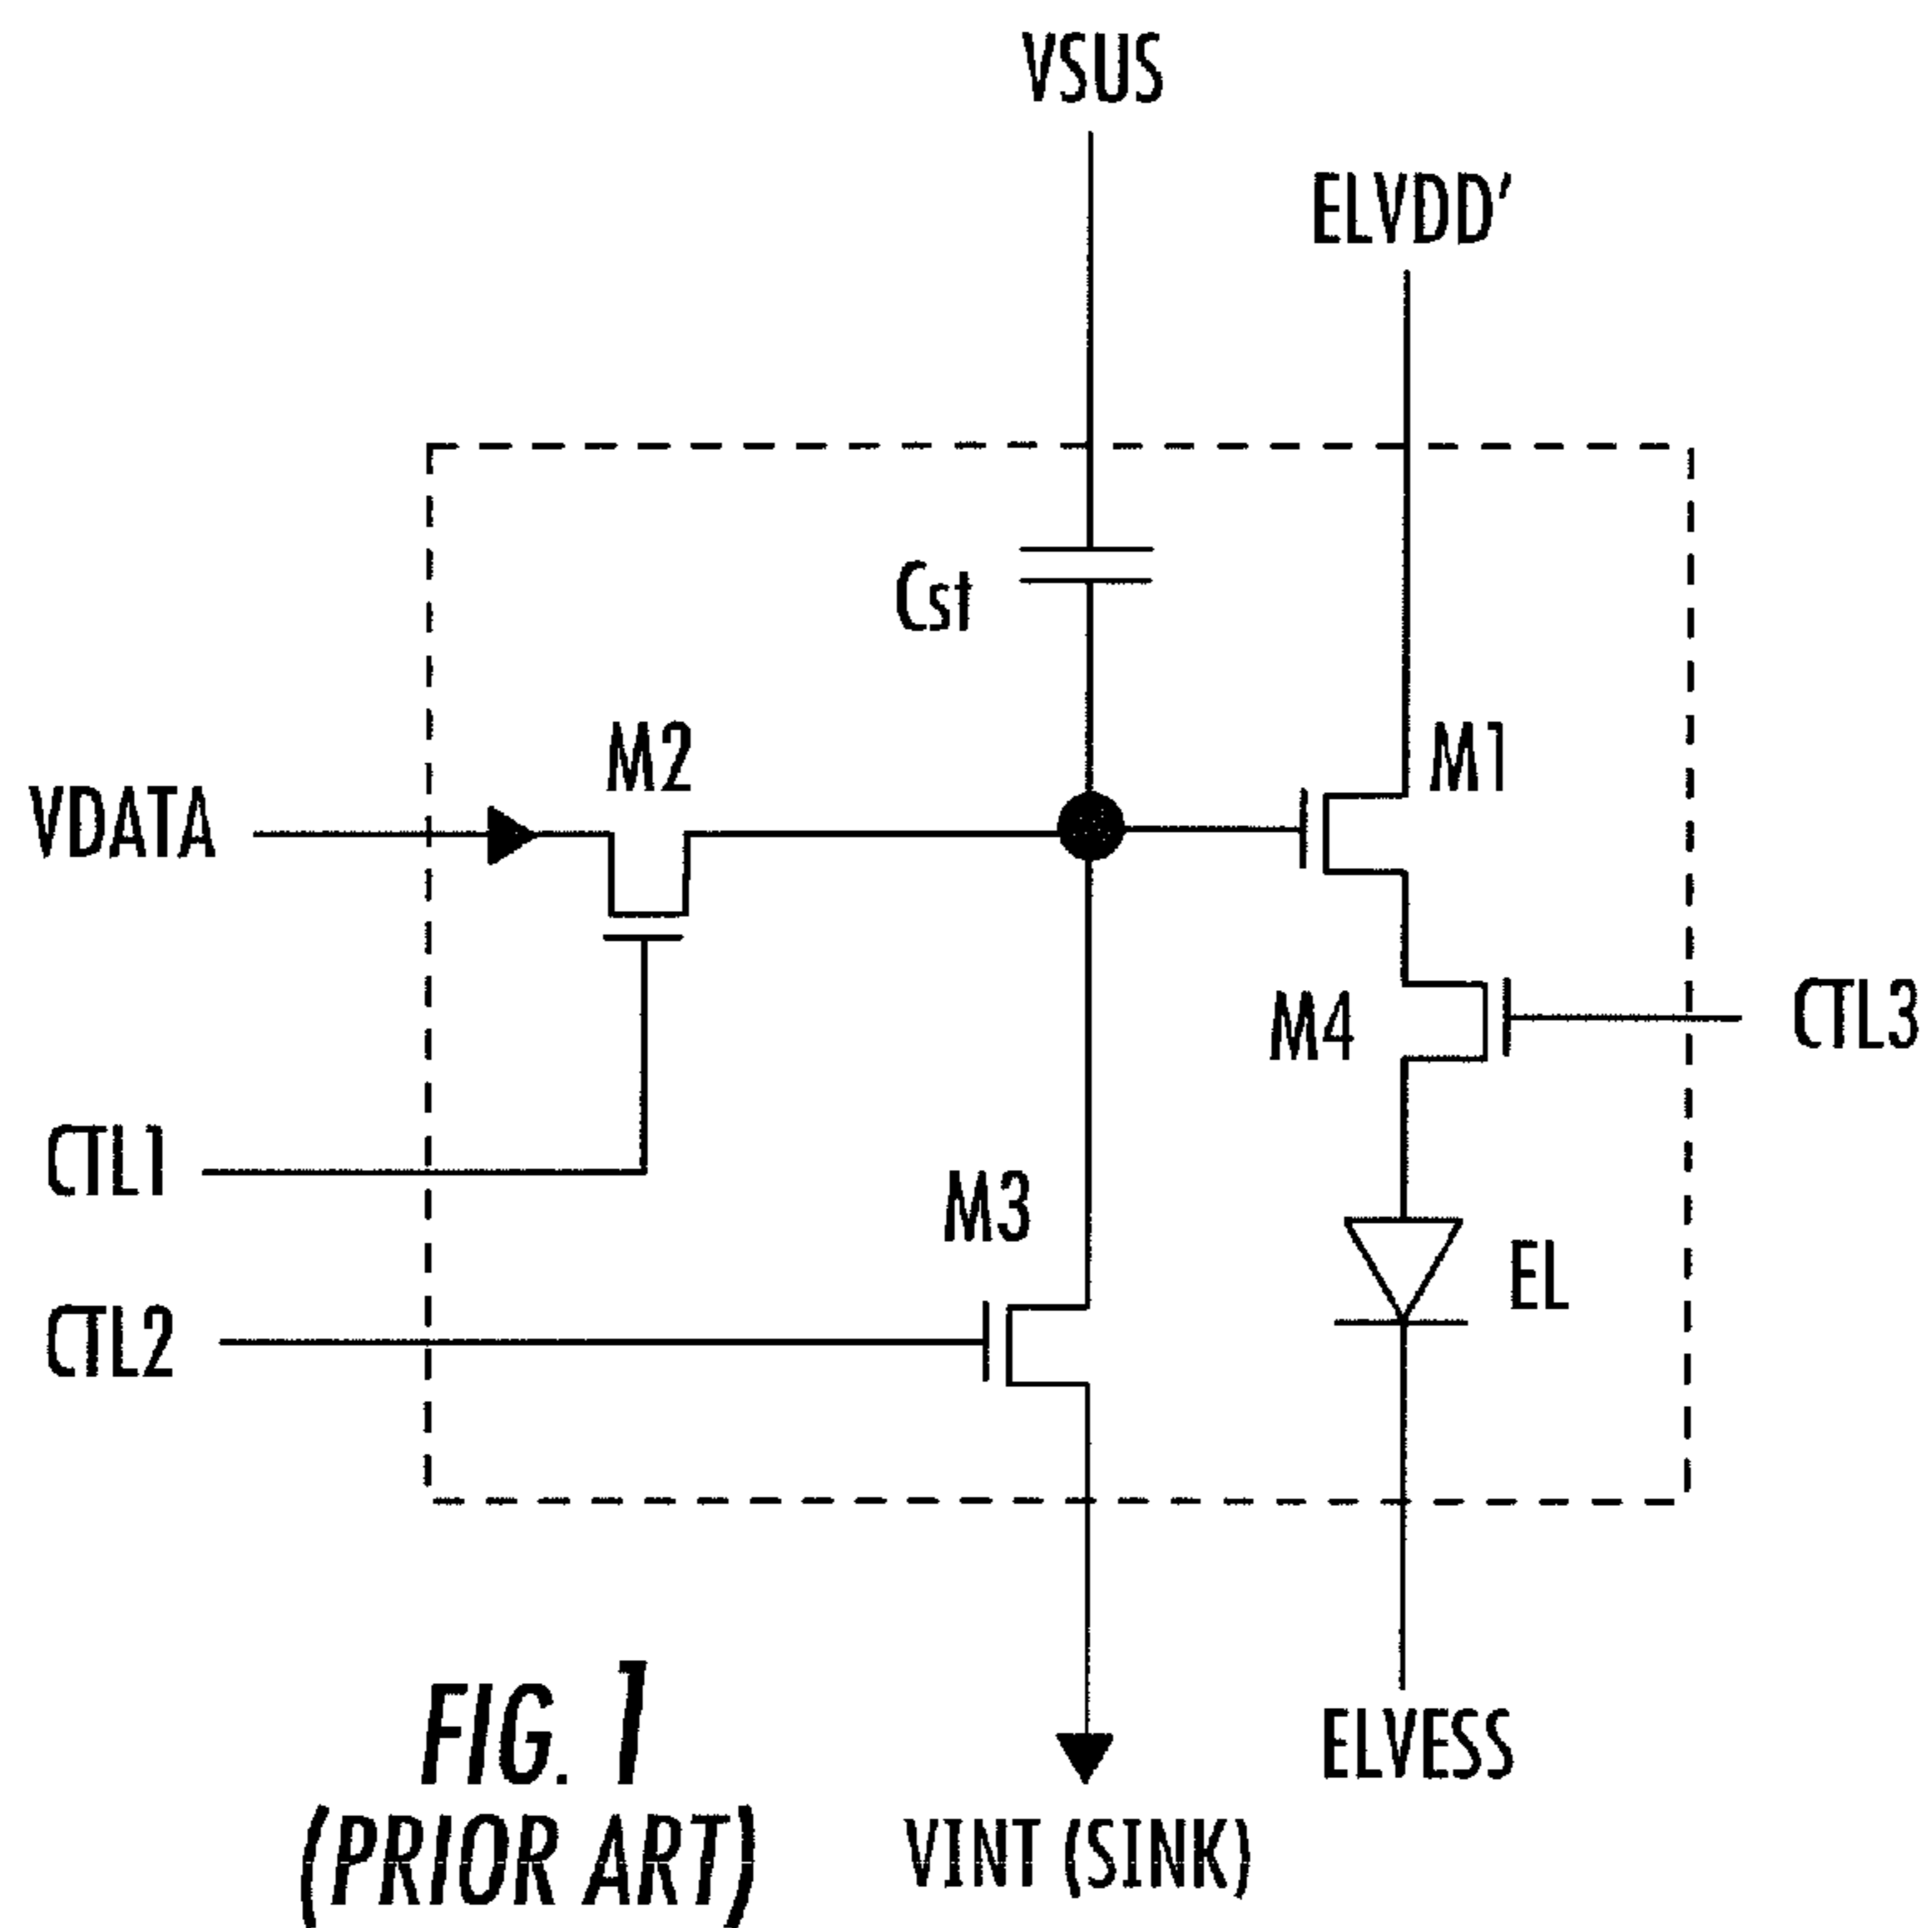 VSUS
ELVDD'
Cst
M2
M1
VDATA
M4
CTL3
CTL1
M3
EL
CTL2
FIG. 1
ELVESS
(PRIOR ART)
VINT (SINK)